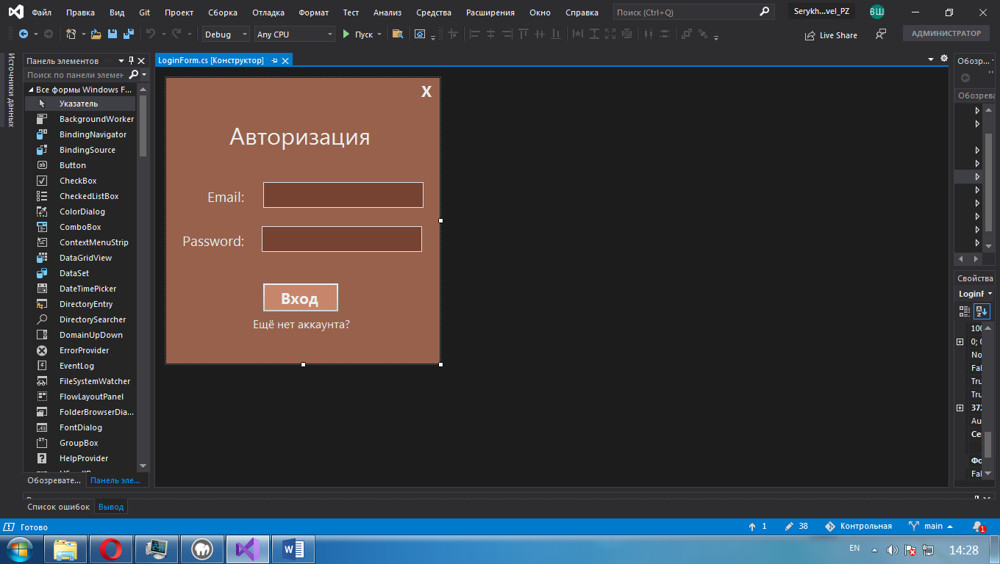 Файл Правка Вид Git Проект Сборка Отладка Формат Тест Анализ Средства Расширения Окно Справка Поиск (Ctrl+Q) Serykh...vel_PZ ВШ
Debug Any CPU Пуск Live Share АДМИНИСТРАТОР
Источники данных
Панель элементов
Поиск по панели элемен
Все формы Windows F...
Указатель
BackgroundWorker
BindingNavigator
BindingSource
Button
CheckBox
CheckedListBox
ColorDialog
ComboBox
ContextMenuStrip
DataGridView
DataSet
DateTimePicker
DirectoryEntry
DirectorySearcher
DomainUpDown
ErrorProvider
EventLog
FileSystemWatcher
FlowLayoutPanel
FolderBrowserDia...
FontDialog
GroupBox
HelpProvider
Обозревате... Панель эле...
LoginForm.cs [Конструктор]
X
Авторизация
Email:
Password:
Вход
Ещё нет аккаунта?
Обозр...
Обозрева
Свойства
LoginF
100
0; 0
No
Fal
Tru
Tru
372
Au
Се
Фо
Fal
Список ошибок Вывод
Готово 1 38 Контрольная main 1
EN 14:28